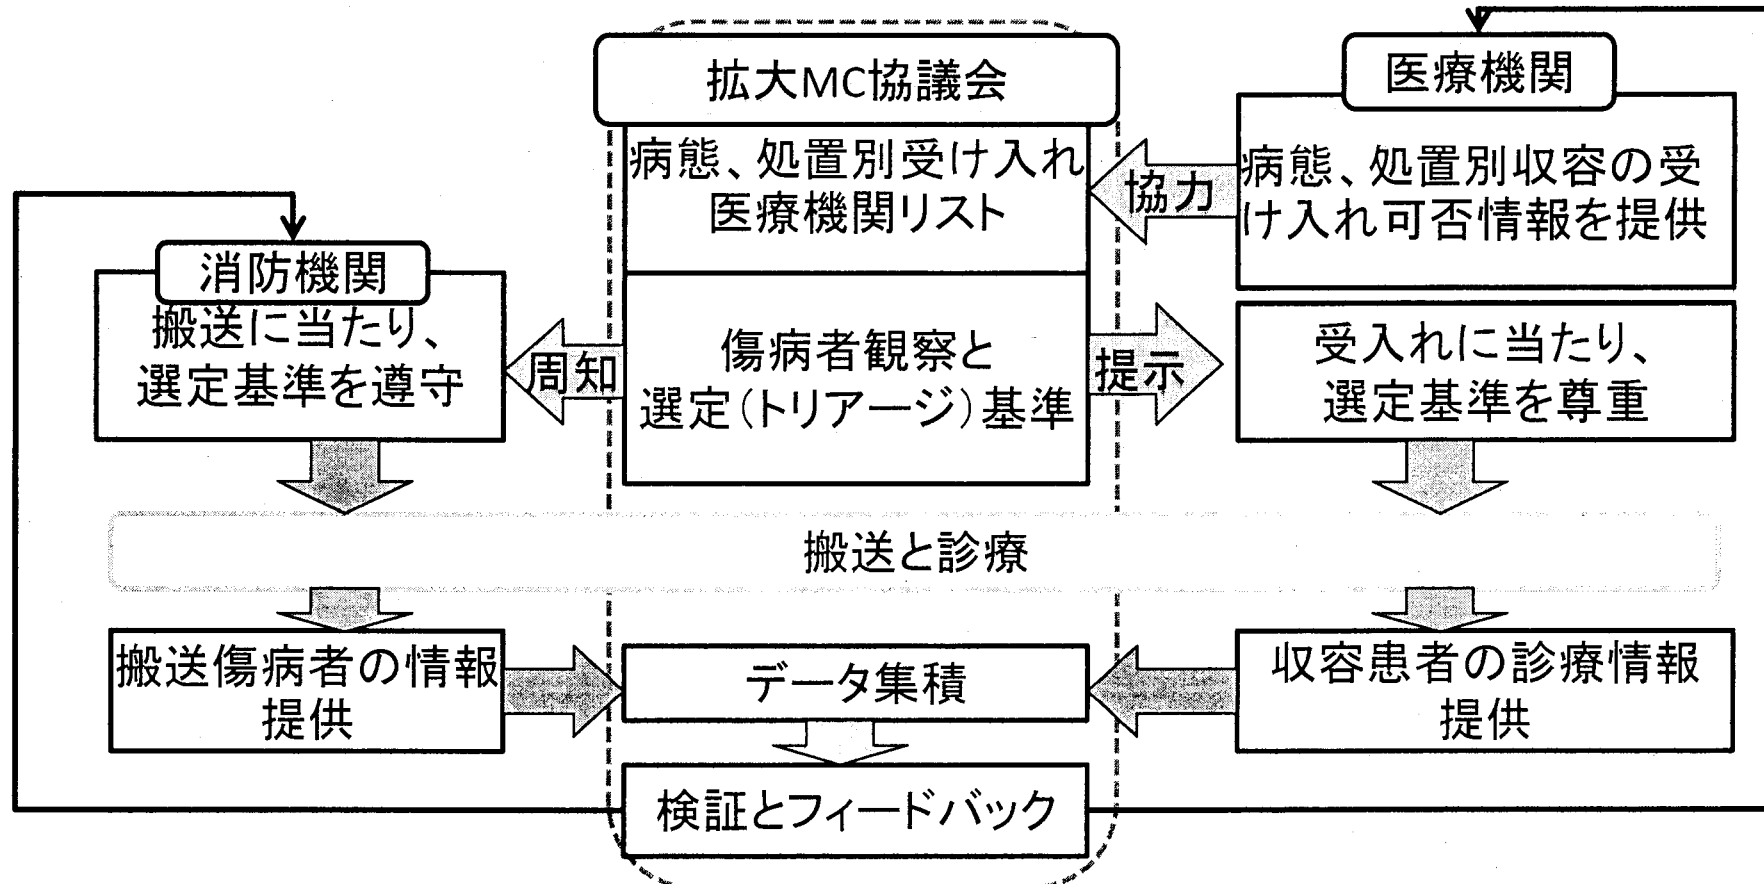 拡大MC協議会
病態、処置別受け入れ
医療機関リスト
傷病者観察と
選定(トリアージ)基準
医療機関
協力
病態、処置別収容の受
け入れ可否情報を提供
消防機関
搬送に当たり、
選定基準を遵守
周知
提示
受入れに当たり、
選定基準を尊重
搬送と診療
搬送傷病者の情報
提供
データ集積
収容患者の診療情報
提供
検証とフィードバック